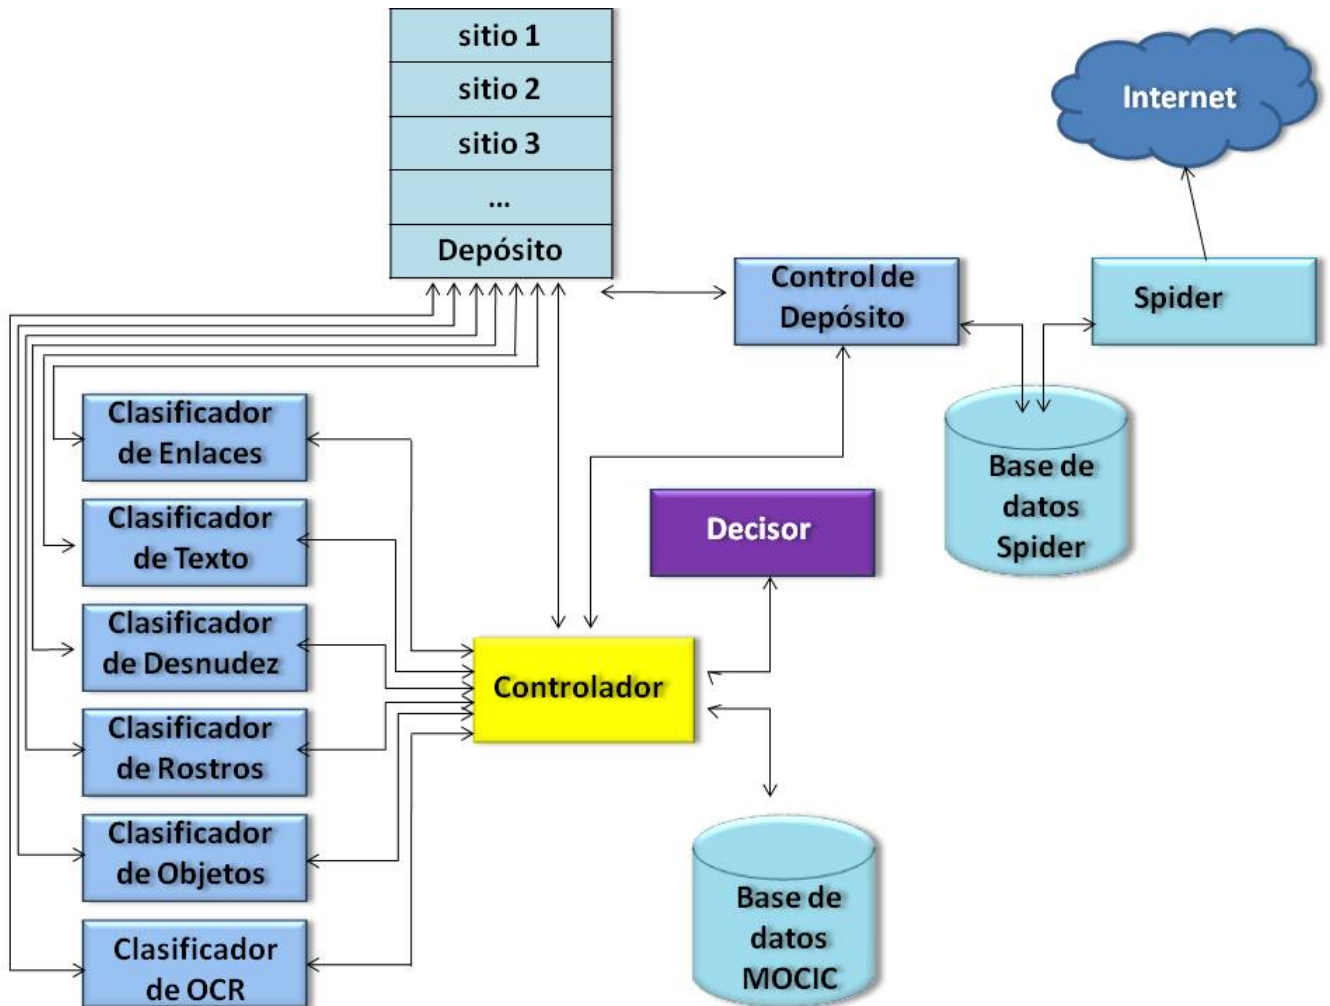 sitio 1
sitio 2
sitio 3
...
Depósito
Internet
Control de
Depósito
Spider
Clasificador
de Enlaces
Clasificador
de Texto
Clasificador
de Desnudez
Clasificador
de Rostros
Clasificador
de Objetos
Clasificador
de OCR
Decisor
Controlador
Base de
datos
Spider
Base de
datos
MOCIC